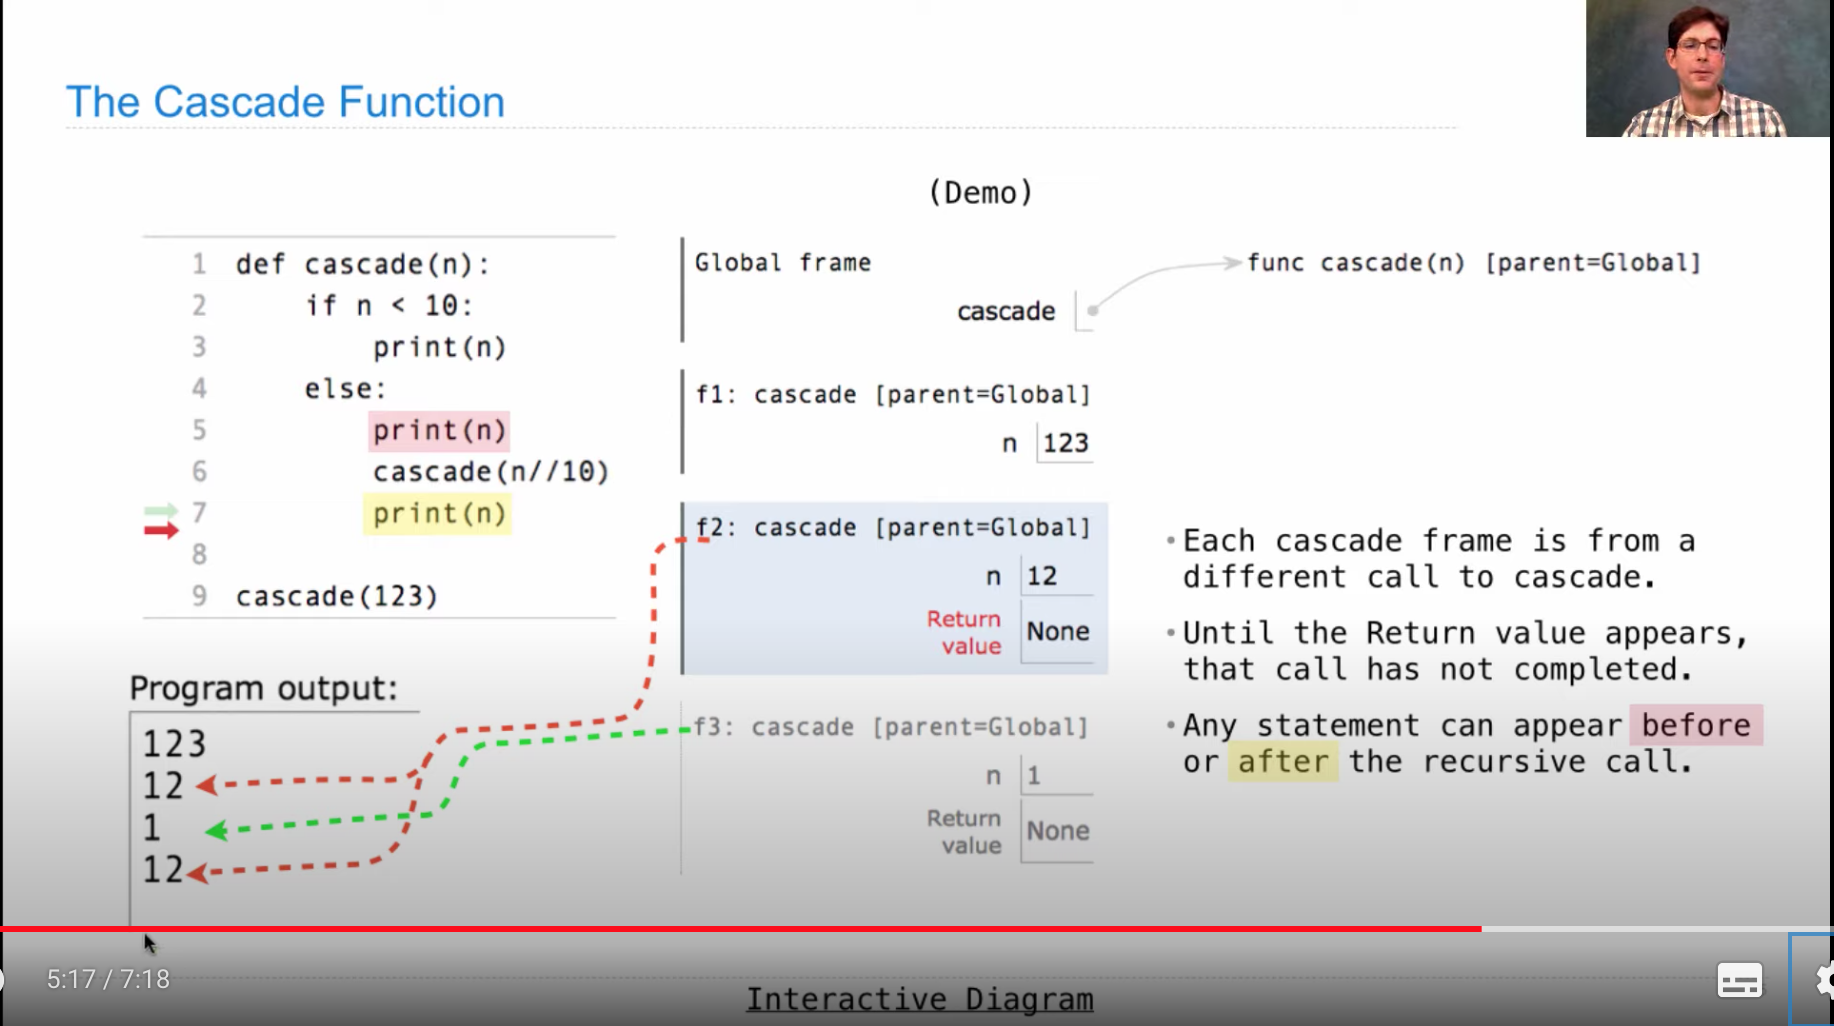 The Cascade Function
(Demo)
1 def cascade(n):
2     if n < 10:
3         print(n)
4     else:
5         print(n)
6         cascade(n//10)
7         print(n)
8
9 cascade(123)
Program output:
123
12
1
12
Global frame
cascade
func cascade(n) [parent=Global]
f1: cascade [parent=Global]
n 123
f2: cascade [parent=Global]
n 12
Return
value None
f3: cascade [parent=Global]
n 1
Return
value None
•Each cascade frame is from a
different call to cascade.
•Until the Return value appears,
that call has not completed.
•Any statement can appear before
or after the recursive call.
5:17 / 7:18
Interactive Diagram